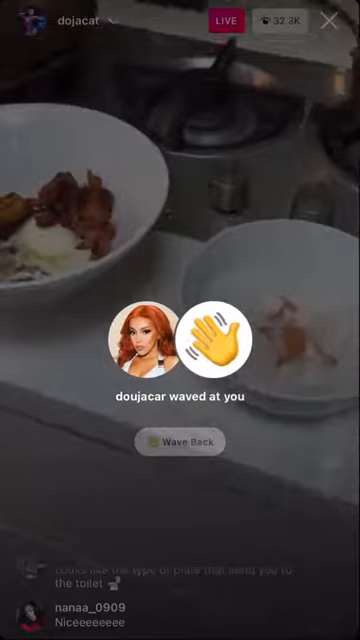 dojacat
LIVE
32.3K
doujacar waved at you
Wave Back
Looks like the type of plate that send you to
the toilet
nanaa_0909
Niceeeeeeee